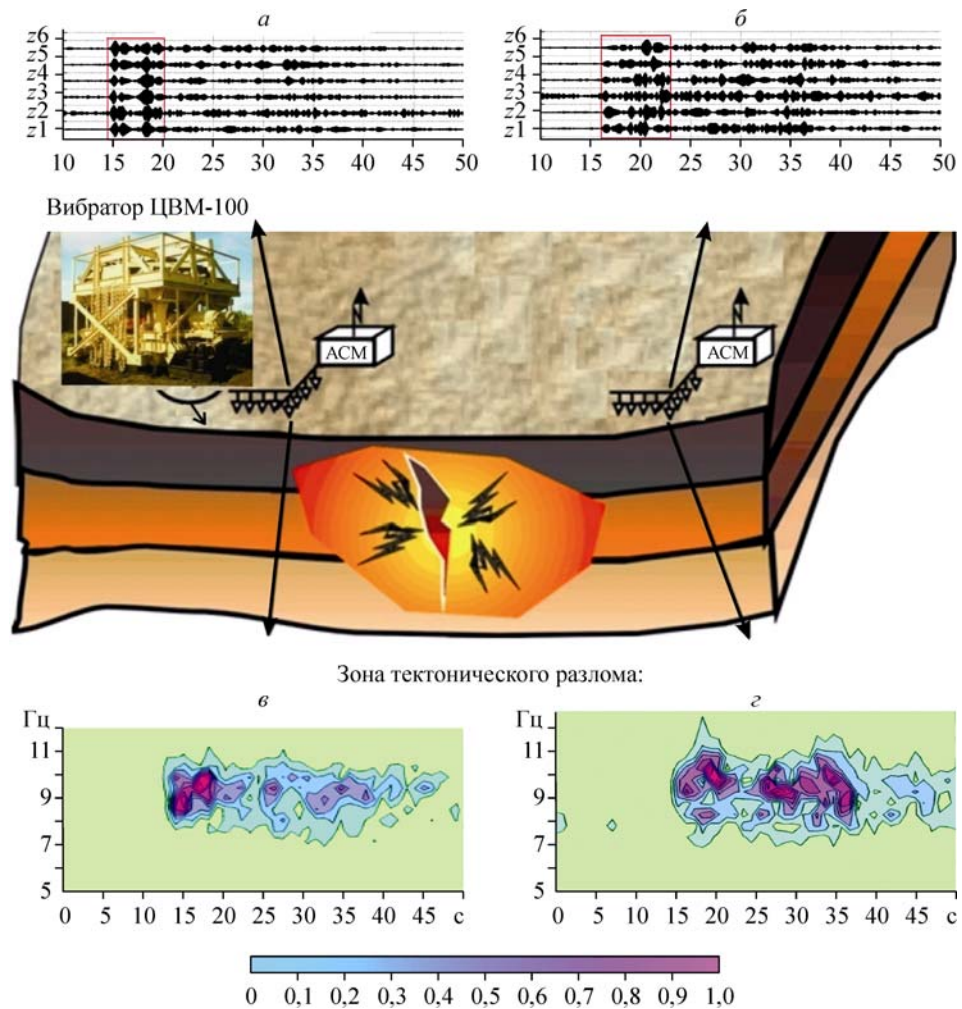 а
z6
z5
z4
z3
z2
z1
10 15 20 25 30 35 40 45 50
б
z6
z5
z4
z3
z2
z1
10 15 20 25 30 35 40 45 50
Вибратор ЦВМ-100
АСМ
АСМ
Зона тектонического разлома:
в
Гц
11
9
7
5
0 5 10 15 20 25 30 35 40 45 с
г
Гц
11
9
7
5
0 5 10 15 20 25 30 35 40 45 с
0 0,1 0,2 0,3 0,4 0,5 0,6 0,7 0,8 0,9 1,0